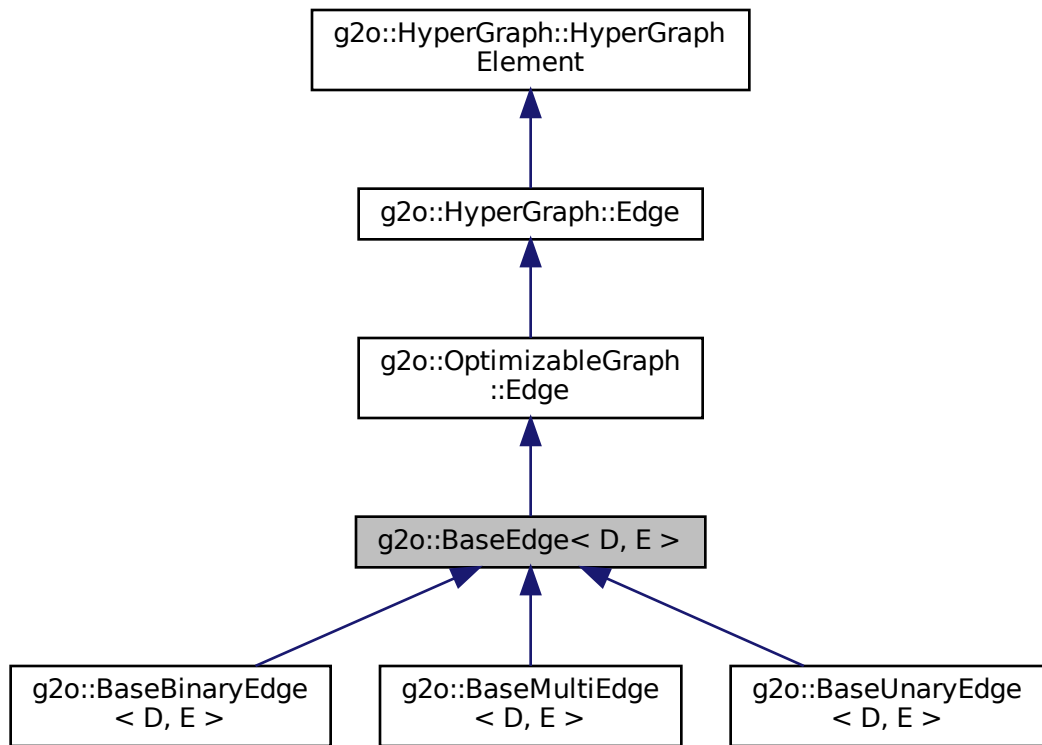 g2o::HyperGraph::HyperGraph
Element
g2o::HyperGraph::Edge
g2o::OptimizableGraph
::Edge
g2o::BaseEdge< D, E >
g2o::BaseBinaryEdge
< D, E >
g2o::BaseMultiEdge
< D, E >
g2o::BaseUnaryEdge
< D, E >